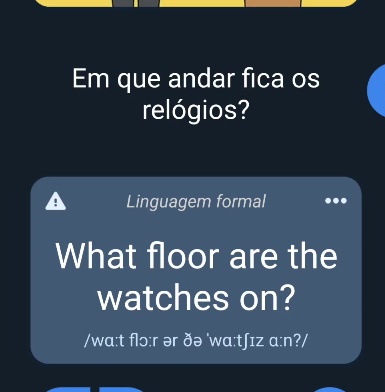 Em que andar fica os
relógios?
Linguagem formal
What floor are the
watches on?
/wɑːt flɔːr ər ðə ˈwɑːtʃɪz ɑːn?/